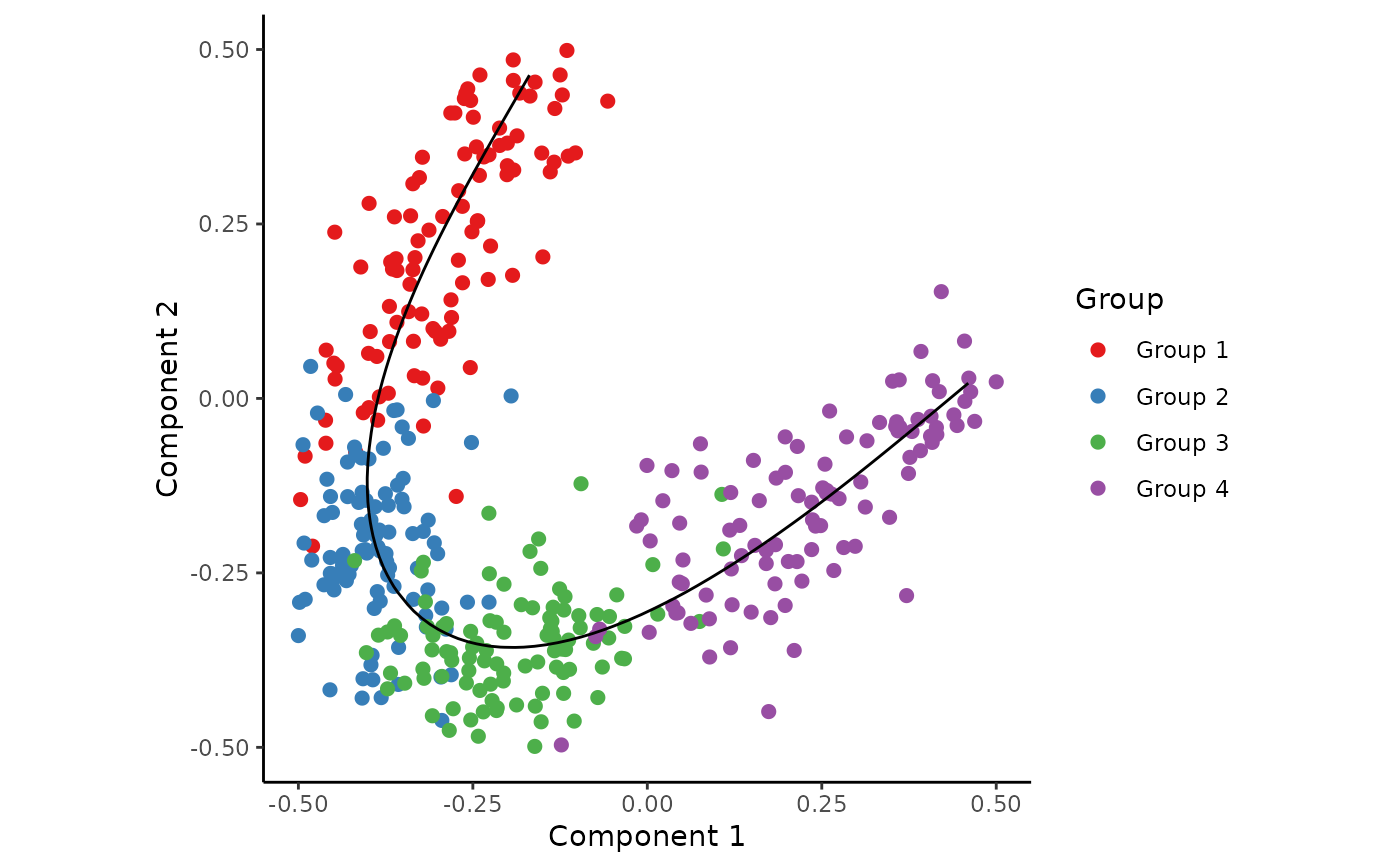 0.50
0.25
0.00
-0.25
-0.50
Component 2
-0.50 -0.25 0.00 0.25 0.50
Component 1
Group
Group 1
Group 2
Group 3
Group 4